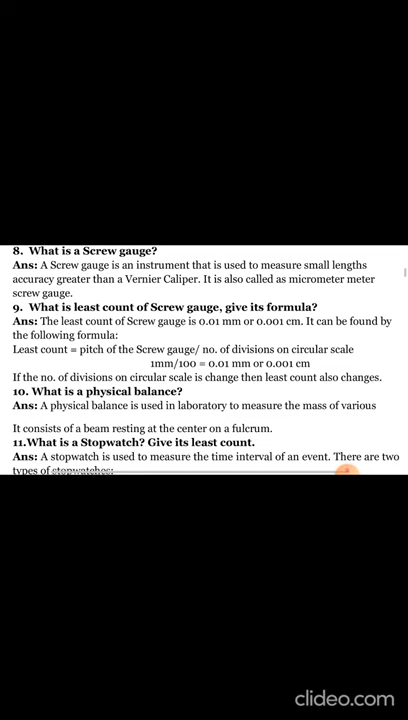 8. What is a Screw gauge?
Ans: A Screw gauge is an instrument that is used to measure small lengths
accuracy greater than a Vernier Caliper. It is also called as micrometer meter
screw gauge.
9. What is least count of Screw gauge, give its formula?
Ans: The least count of Screw gauge is 0.01 mm or 0.001 cm. It can be found by
the following formula:
Least count = pitch of the Screw gauge/ no. of divisions on circular scale
1mm/100 = 0.01 mm or 0.001 cm
If the no. of divisions on circular scale is change then least count also changes.
10. What is a physical balance?
Ans: A physical balance is used in laboratory to measure the mass of various
It consists of a beam resting at the center on a fulcrum.
11.What is a Stopwatch? Give its least count.
Ans: A stopwatch is used to measure the time interval of an event. There are two
types of stopwatches:
clideo.com